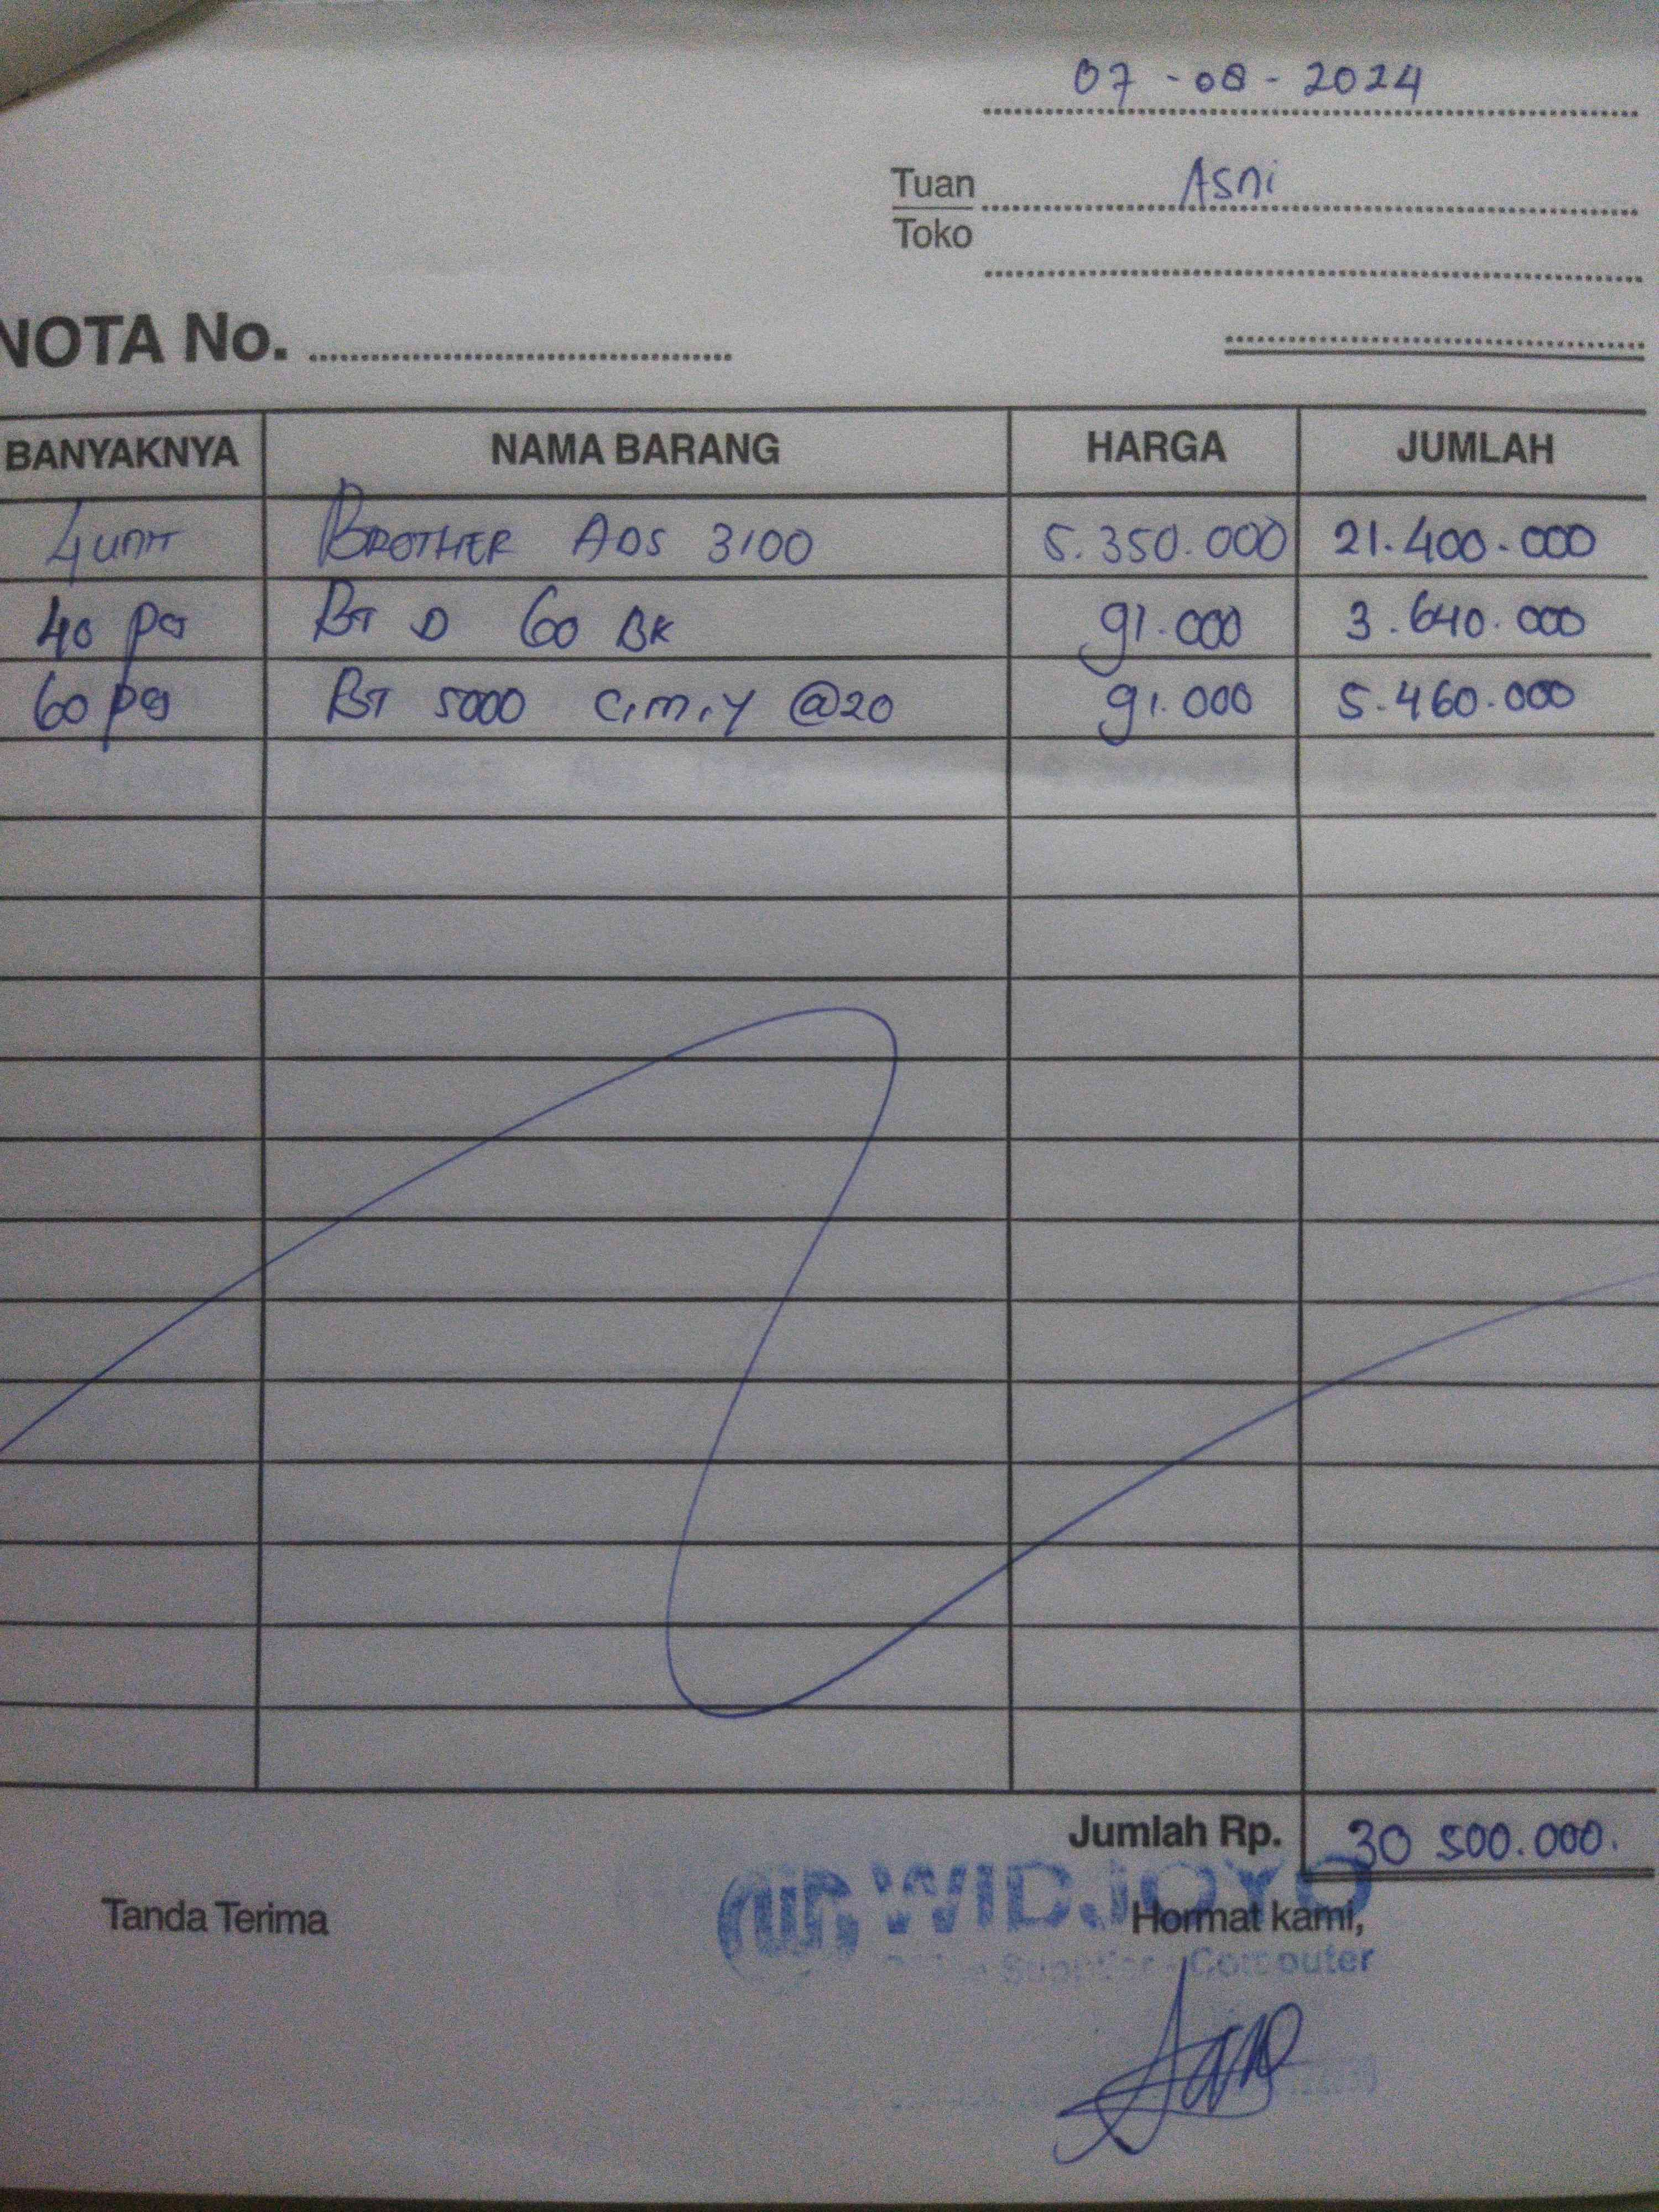 07 - 08 - 2024
Tuan Asni
Toko
NOTA No.
BANYAKNYA NAMA BARANG HARGA JUMLAH
4 unit BROTHER ADS 3100 5.350.000 21.400.000
40 pcs BT D 60 BK 91.000 3.640.000
60 pcs BT 5000 C,M,Y @20 91.000 5.460.000
Jumlah Rp. 30 500.000.
WIDJOYO
Tanda Terima Hormat kami,
Supplier - Computer